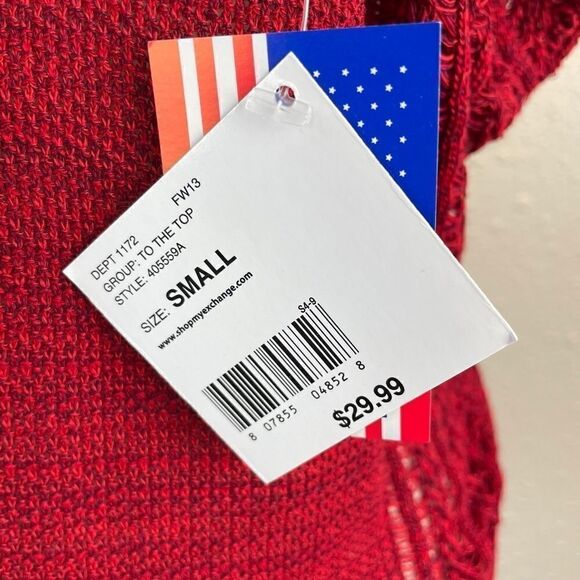 DEPT 1172 FW13
GROUP: TO THE TOP
STYLE: 405559A
SIZE: SMALL
www.shopmyexchange.com
S4-9
8 07855 04852 8
$29.99